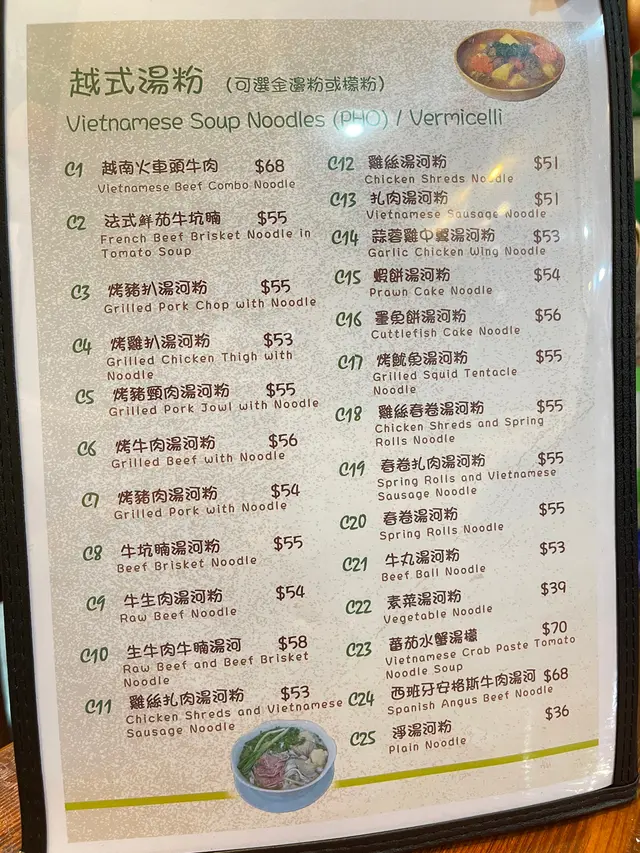 越式湯粉 (可選金邊粉或檬粉)
Vietnamese Soup Noodles (PHO) / Vermicelli
C1 越南火車頭牛肉 $68
Vietnamese Beef Combo Noodle
C2 法式鮮茄牛坑腩 $55
French Beef Brisket Noodle in
Tomato Soup
C3 烤豬扒湯河粉 $55
Grilled Pork Chop with Noodle
C4 烤雞扒湯河粉 $53
Grilled Chicken Thigh with
Noodle
C5 烤豬頸肉湯河粉 $55
Grilled Pork Jowl with Noodle
C6 烤牛肉湯河粉 $56
Grilled Beef with Noodle
C7 烤豬肉湯河粉 $54
Grilled Pork with Noodle
C8 牛坑腩湯河粉 $55
Beef Brisket Noodle
C9 牛生肉湯河粉 $54
Raw Beef Noodle
C10 生牛肉牛腩湯河 $58
Raw Beef and Beef Brisket
Noodle
C11 雞絲扎肉湯河粉 $53
Chicken Shreds and Vietnamese
Sausage Noodle
C12 雞絲湯河粉 $51
Chicken Shreds Noodle
C13 扎肉湯河粉 $51
Vietnamese Sausage Noodle
C14 蒜蓉雞中翼湯河粉 $53
Garlic Chicken Wing Noodle
C15 蝦餅湯河粉 $54
Prawn Cake Noodle
C16 墨魚餅湯河粉 $56
Cuttlefish Cake Noodle
C17 烤魷魚湯河粉 $55
Grilled Squid Tentacle
Noodle
C18 雞絲春卷湯河粉 $55
Chicken Shreds and Spring
Rolls Noodle
C19 春卷扎肉湯河粉 $55
Spring Rolls and Vietnamese
Sausage Noodle
C20 春卷湯河粉 $55
Spring Rolls Noodle
C21 牛丸湯河粉 $53
Beef Ball Noodle
C22 素菜湯河粉 $39
Vegetable Noodle
C23 蕃茄水蟹湯檬 $70
Vietnamese Crab Paste Tomato
Noodle Soup
C24 西班牙安格斯牛肉湯河 $68
Spanish Angus Beef Noodle
C25 淨湯河粉 $36
Plain Noodle